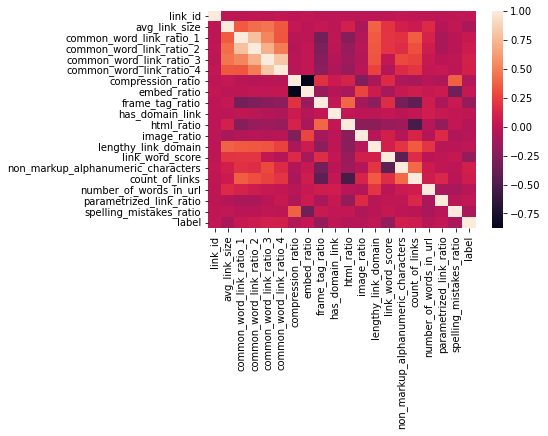 link_id
avg_link_size
common_word_link_ratio_1
common_word_link_ratio_2
common_word_link_ratio_3
common_word_link_ratio_4
compression_ratio
embed_ratio
frame_tag_ratio
has_domain_link
html_ratio
image_ratio
lengthy_link_domain
link_word_score
non_markup_alphanumeric_characters
count_of_links
number_of_words_in_url
parametrized_link_ratio
spelling_mistakes_ratio
label
link_id
avg_link_size
common_word_link_ratio_1
common_word_link_ratio_2
common_word_link_ratio_3
common_word_link_ratio_4
compression_ratio
embed_ratio
frame_tag_ratio
has_domain_link
html_ratio
image_ratio
lengthy_link_domain
link_word_score
non_markup_alphanumeric_characters
count_of_links
number_of_words_in_url
parametrized_link_ratio
spelling_mistakes_ratio
label
1.00
0.75
0.50
0.25
0.00
−0.25
−0.50
−0.75